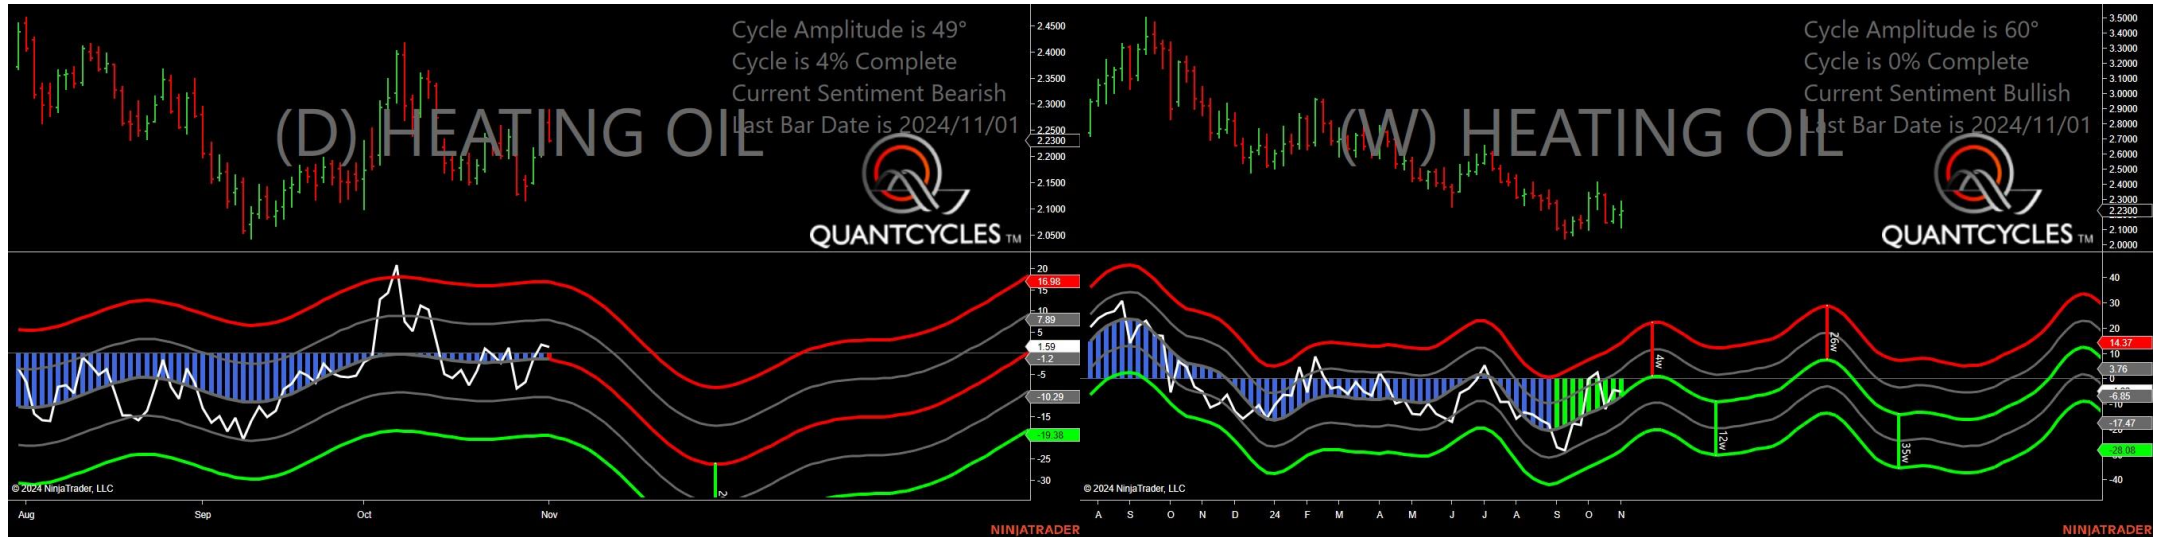 Cycle Amplitude is 49°
Cycle is 4% Complete
Current Sentiment Bearish
Last Bar Date is 2024/11/01
(D) HEATING OIL
QUANTCYCLES TM
2.4500
2.4000
2.3500
2.3000
2.2500
2.2300
2.2000
2.1500
2.1000
2.0500
20
16.98
15
10
7.89
5
1.59
-1.2
-5
-10.29
-15
-19.38
-25
-30
2
© 2024 NinjaTrader, LLC
Aug Sep Oct Nov
NINJATRADER
Cycle Amplitude is 60°
Cycle is 0% Complete
Current Sentiment Bullish
Last Bar Date is 2024/11/01
(W) HEATING OIL
QUANTCYCLES TM
3.5000
3.4000
3.3000
3.2000
3.1000
3.0000
2.9000
2.8000
2.7000
2.6000
2.5000
2.4000
2.3000
2.2300
2.1000
2.0000
40
30
20
14.37
10
3.76
0
-6.85
-10
-17.47
-28.08
-40
4w
12w
26w
35w
© 2024 NinjaTrader, LLC
A S O N D 24 F M A M J J A S O N
NINJATRADER